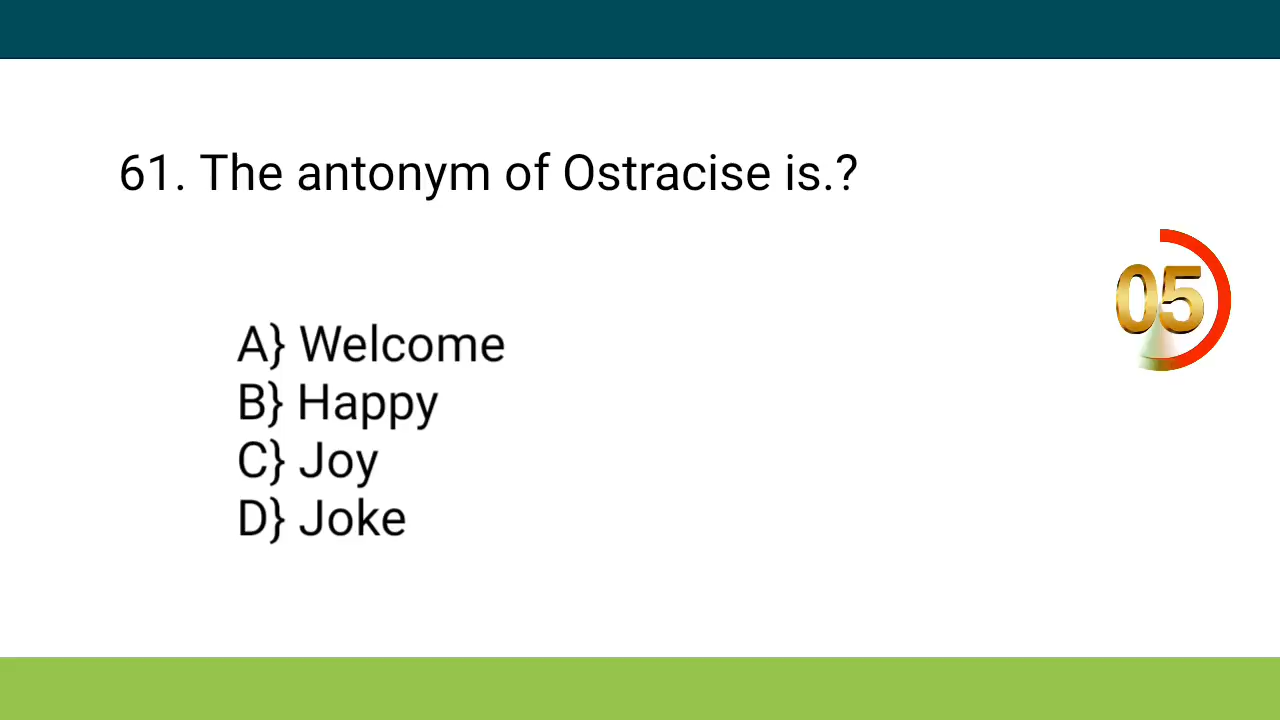 61. The antonym of Ostracise is.?
05
A} Welcome
B} Happy
C} Joy
D} Joke